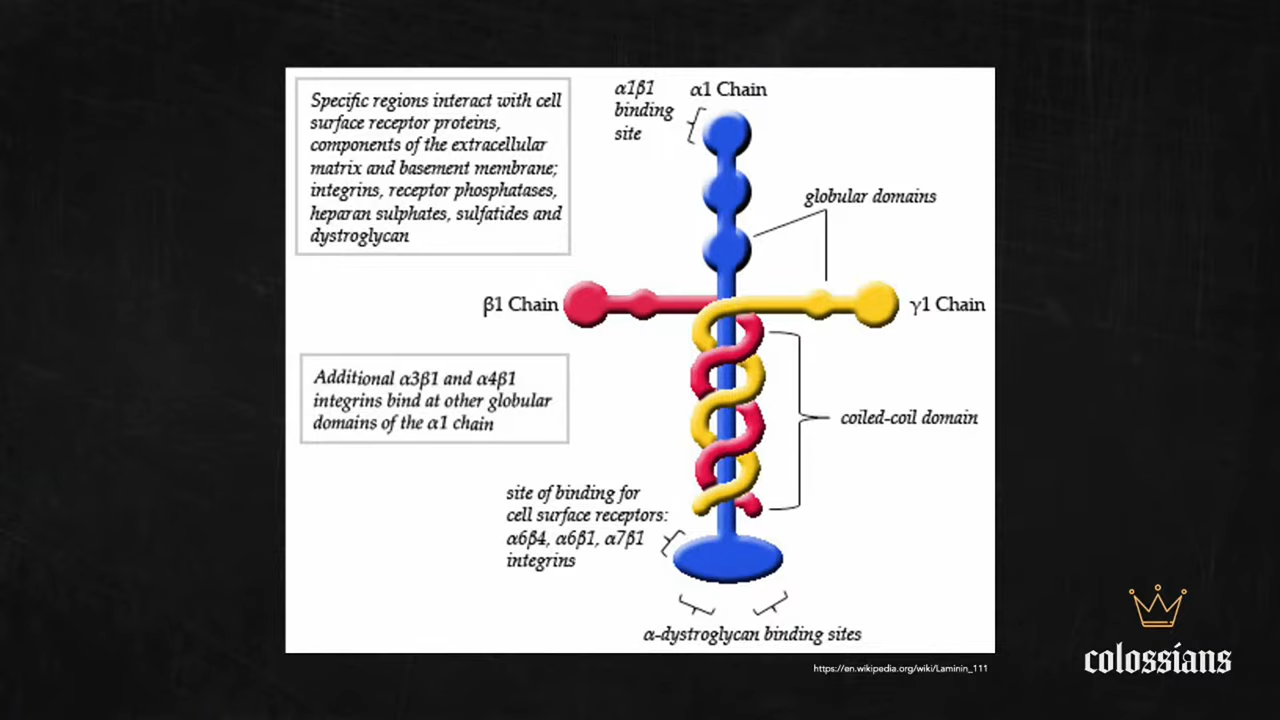 Specific regions interact with cell
surface receptor proteins,
components of the extracellular
matrix and basement membrane;
integrins, receptor phosphatases,
heparan sulphates, sulfatides and
dystroglycan
α1β1
binding
site
α1 Chain
globular domains
β1 Chain
γ1 Chain
Additional α3β1 and α4β1
integrins bind at other globular
domains of the α1 chain
coiled-coil domain
site of binding for
cell surface receptors:
α6β4, α6β1, α7β1
integrins
α-dystroglycan binding sites
https://en.wikipedia.org/wiki/Laminin_111
colossians